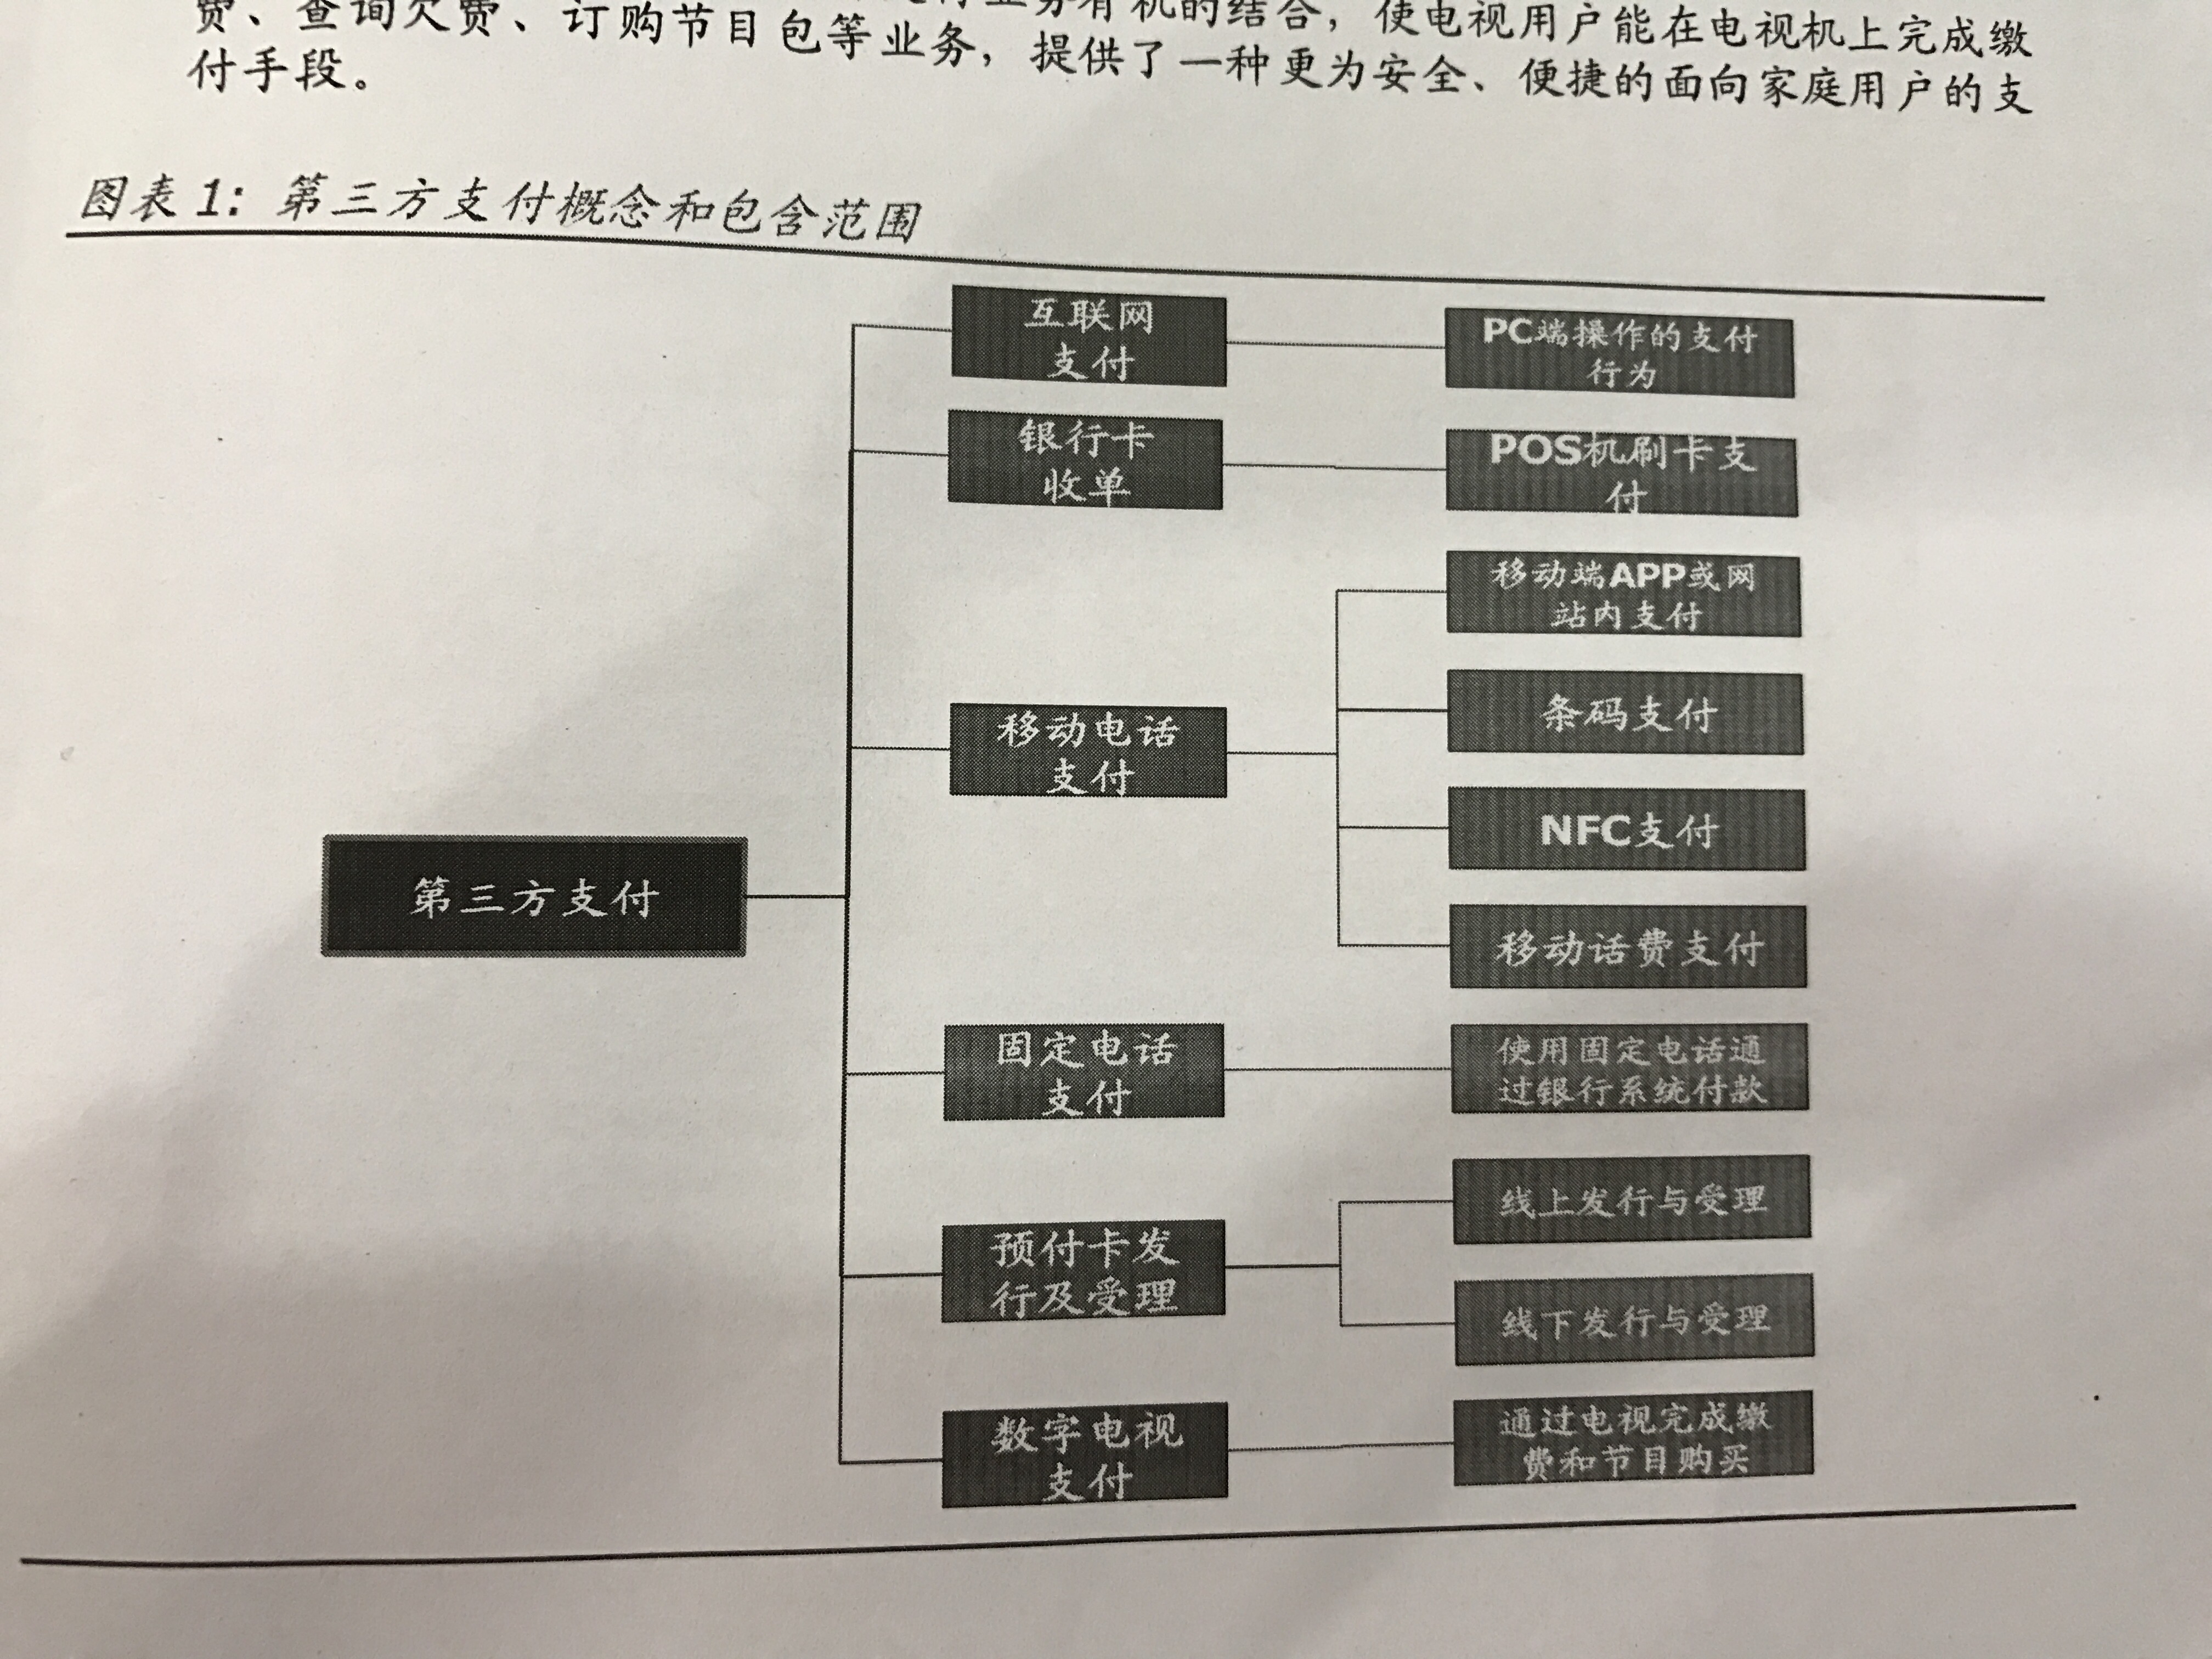 业务有机的结合，使电视用户能在电视机上完成缴
费、查询欠费、订购节目包等业务，提供了一种更为安全、便捷的面向家庭用户的支
付手段。
图表 1：第三方支付概念和包含范围
互联网
支付
PC端操作的支付
行为
银行卡
收单
POS机刷卡支
付
移动电话
支付
移动端APP或网
站内支付
条码支付
NFC支付
移动话费支付
第三方支付
固定电话
支付
使用固定电话通
过银行系统付款
预付卡发
行及受理
线上发行与受理
线下发行与受理
数字电视
支付
通过电视完成缴
费和节目购买